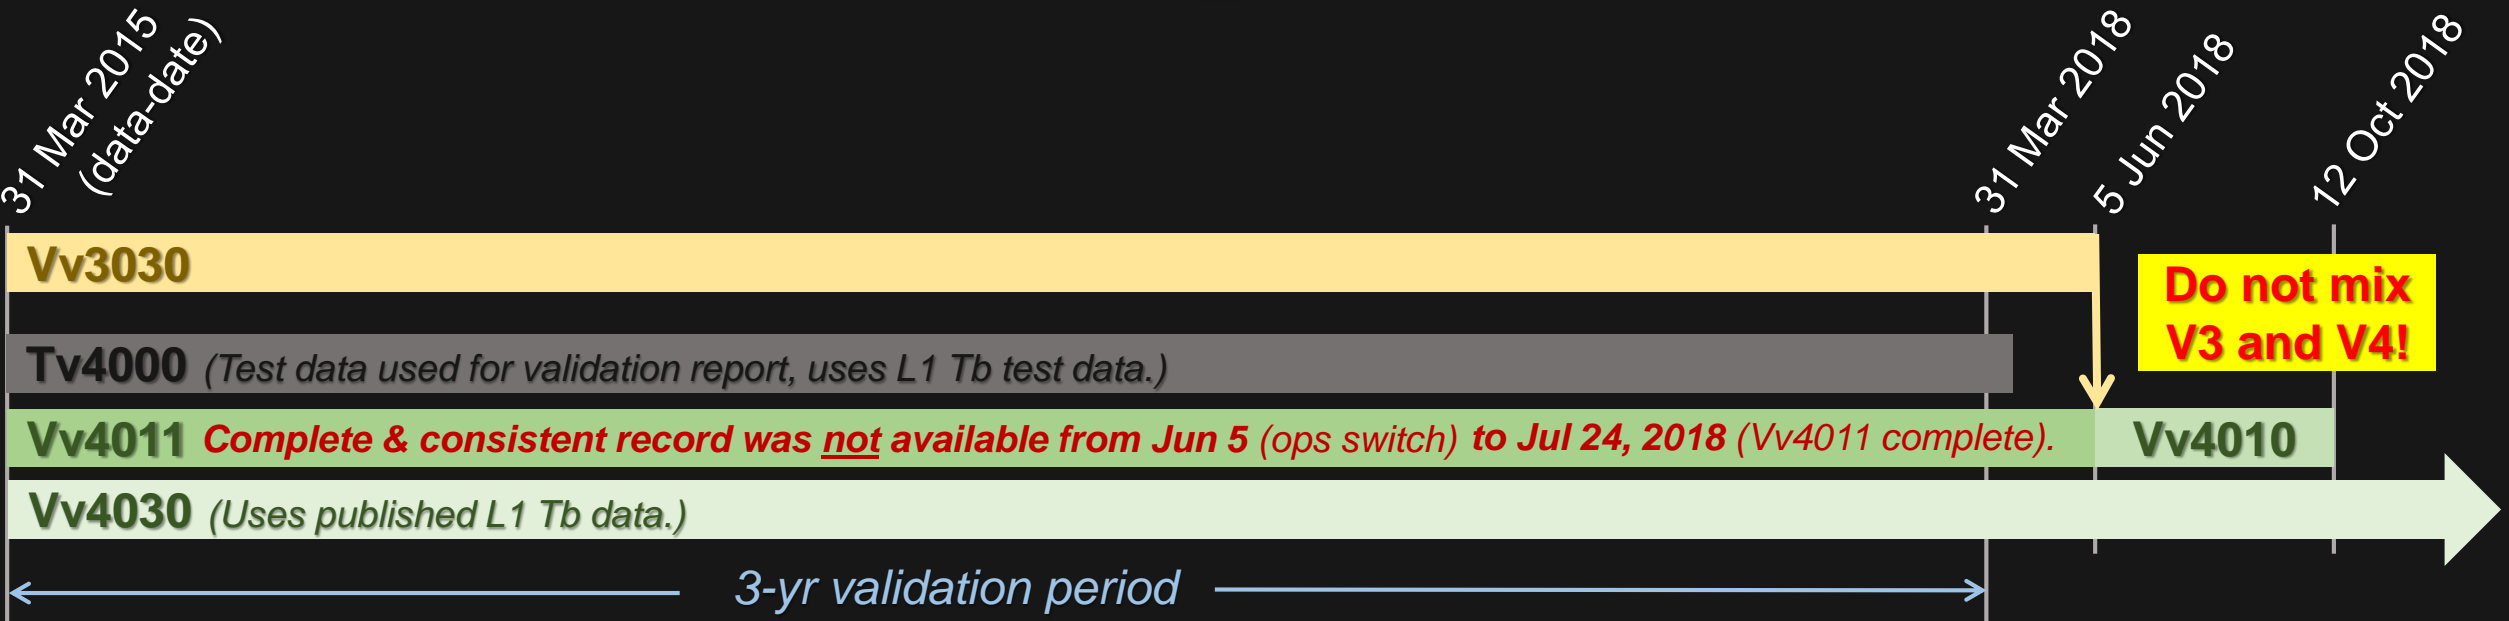 31 Mar 2015
(data-date)
31 Mar 2018
5 Jun 2018
12 Oct 2018
Vv3030
Do not mix
V3 and V4!
Tv4000 (Test data used for validation report, uses L1 Tb test data.)
Vv4011 Complete & consistent record was not available from Jun 5 (ops switch) to Jul 24, 2018 (Vv4011 complete).
Vv4010
Vv4030 (Uses published L1 Tb data.)
3-yr validation period